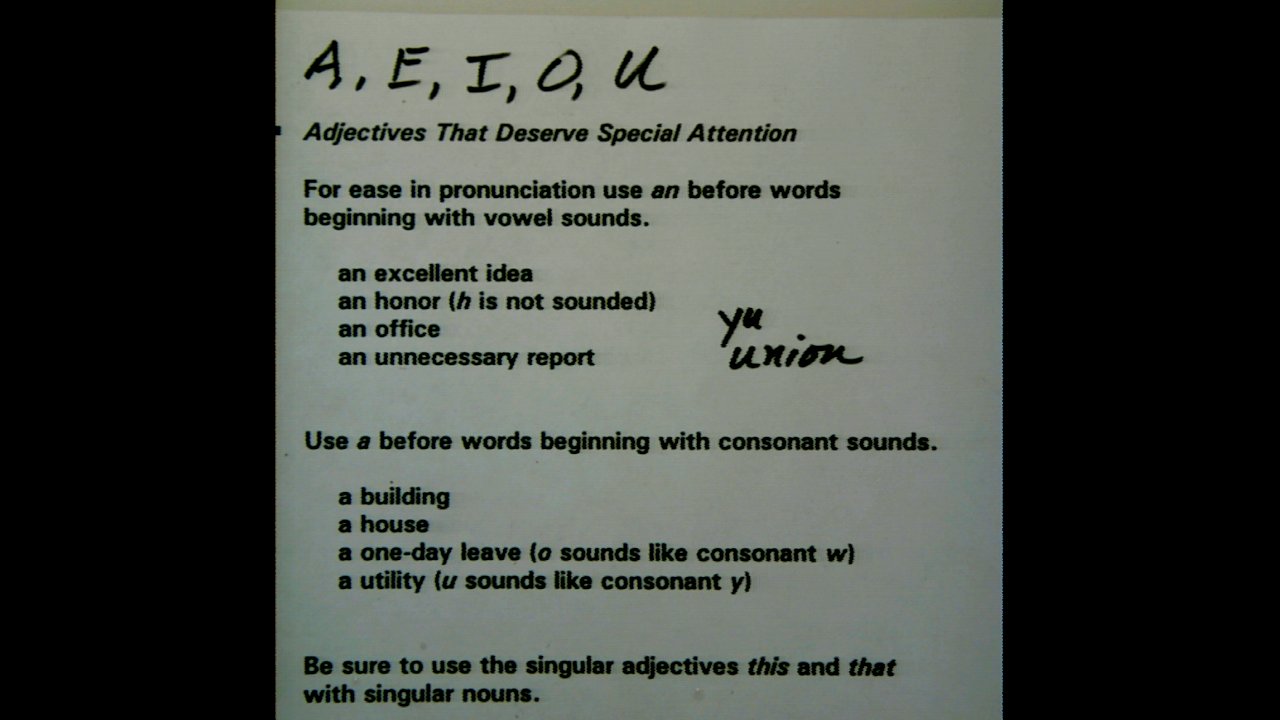 A, E, I, O, U
Adjectives That Deserve Special Attention
For ease in pronunciation use an before words
beginning with vowel sounds.
an excellent idea
an honor (h is not sounded)
an office
an unnecessary report
yu
union
Use a before words beginning with consonant sounds.
a building
a house
a one-day leave (o sounds like consonant w)
a utility (u sounds like consonant y)
Be sure to use the singular adjectives this and that
with singular nouns.